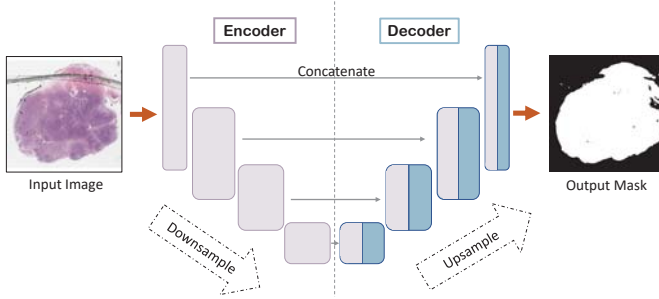 Encoder
Decoder
Concatenate
Input Image
Output Mask
Downsample
Upsample